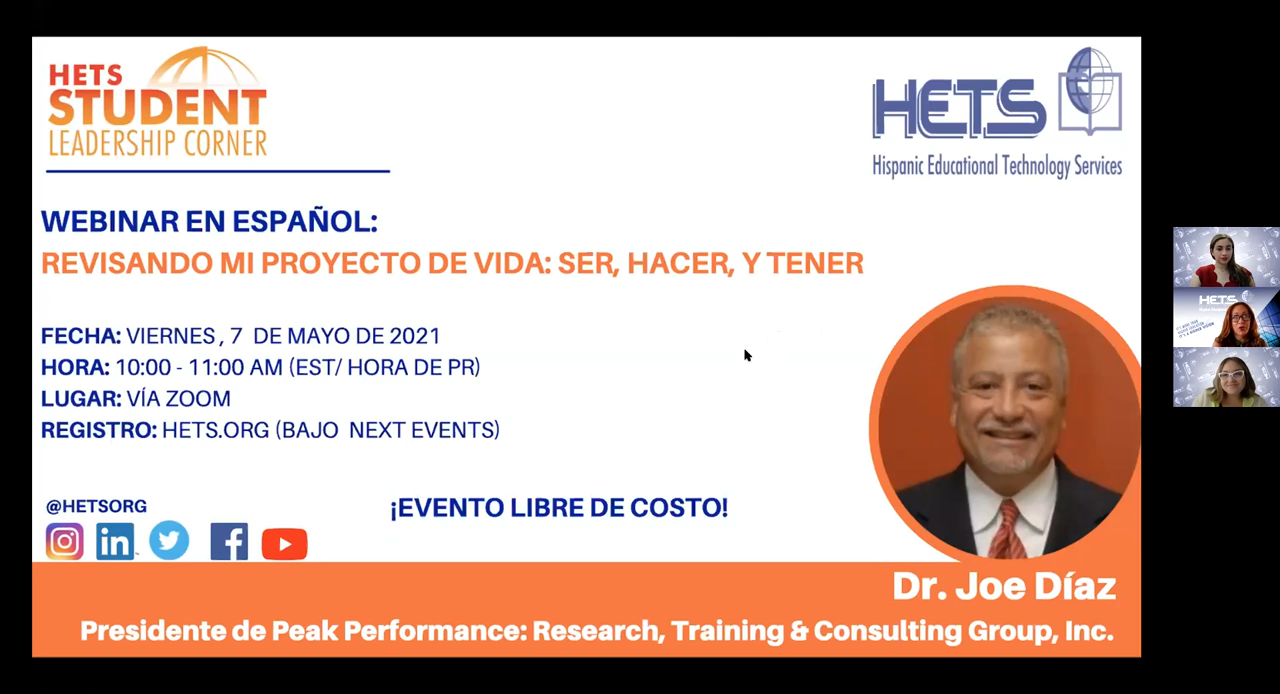 HETS
STUDENT
LEADERSHIP CORNER
HETS
Hispanic Educational Technology Services
WEBINAR EN ESPAÑOL:
REVISANDO MI PROYECTO DE VIDA: SER, HACER, Y TENER
FECHA: VIERNES , 7 DE MAYO DE 2021
HORA: 10:00 - 11:00 AM (EST/ HORA DE PR)
LUGAR: VÍA ZOOM
REGISTRO: HETS.ORG (BAJO NEXT EVENTS)
@HETSORG
¡EVENTO LIBRE DE COSTO!
in
Dr. Joe Díaz
Presidente de Peak Performance: Research, Training & Consulting Group, Inc.
HETS